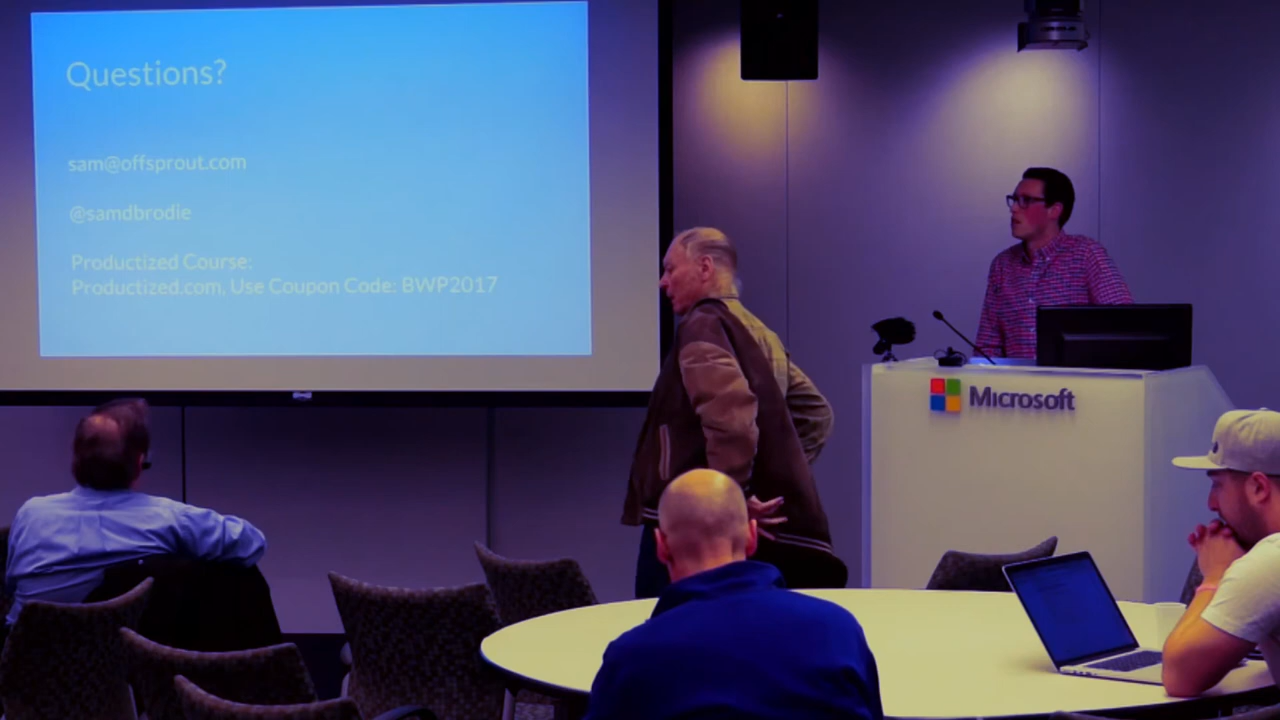 Questions?
sam@offsprout.com
@samdbrodie
Productized Course:
Productized.com, Use Coupon Code: BWP2017
Microsoft